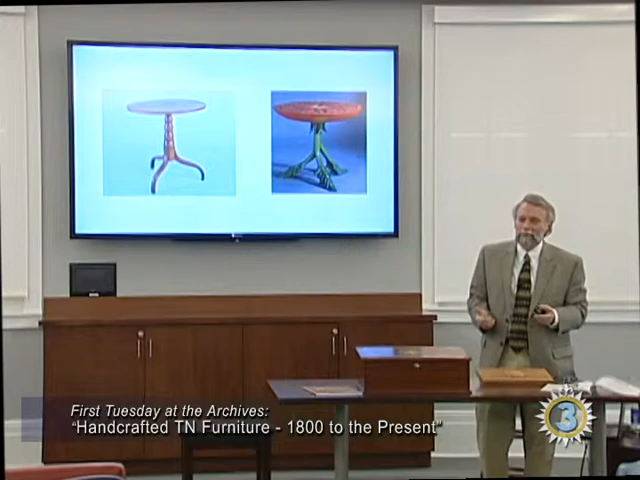 First Tuesday at the Archives:
"Handcrafted TN Furniture - 1800 to the Present"
3